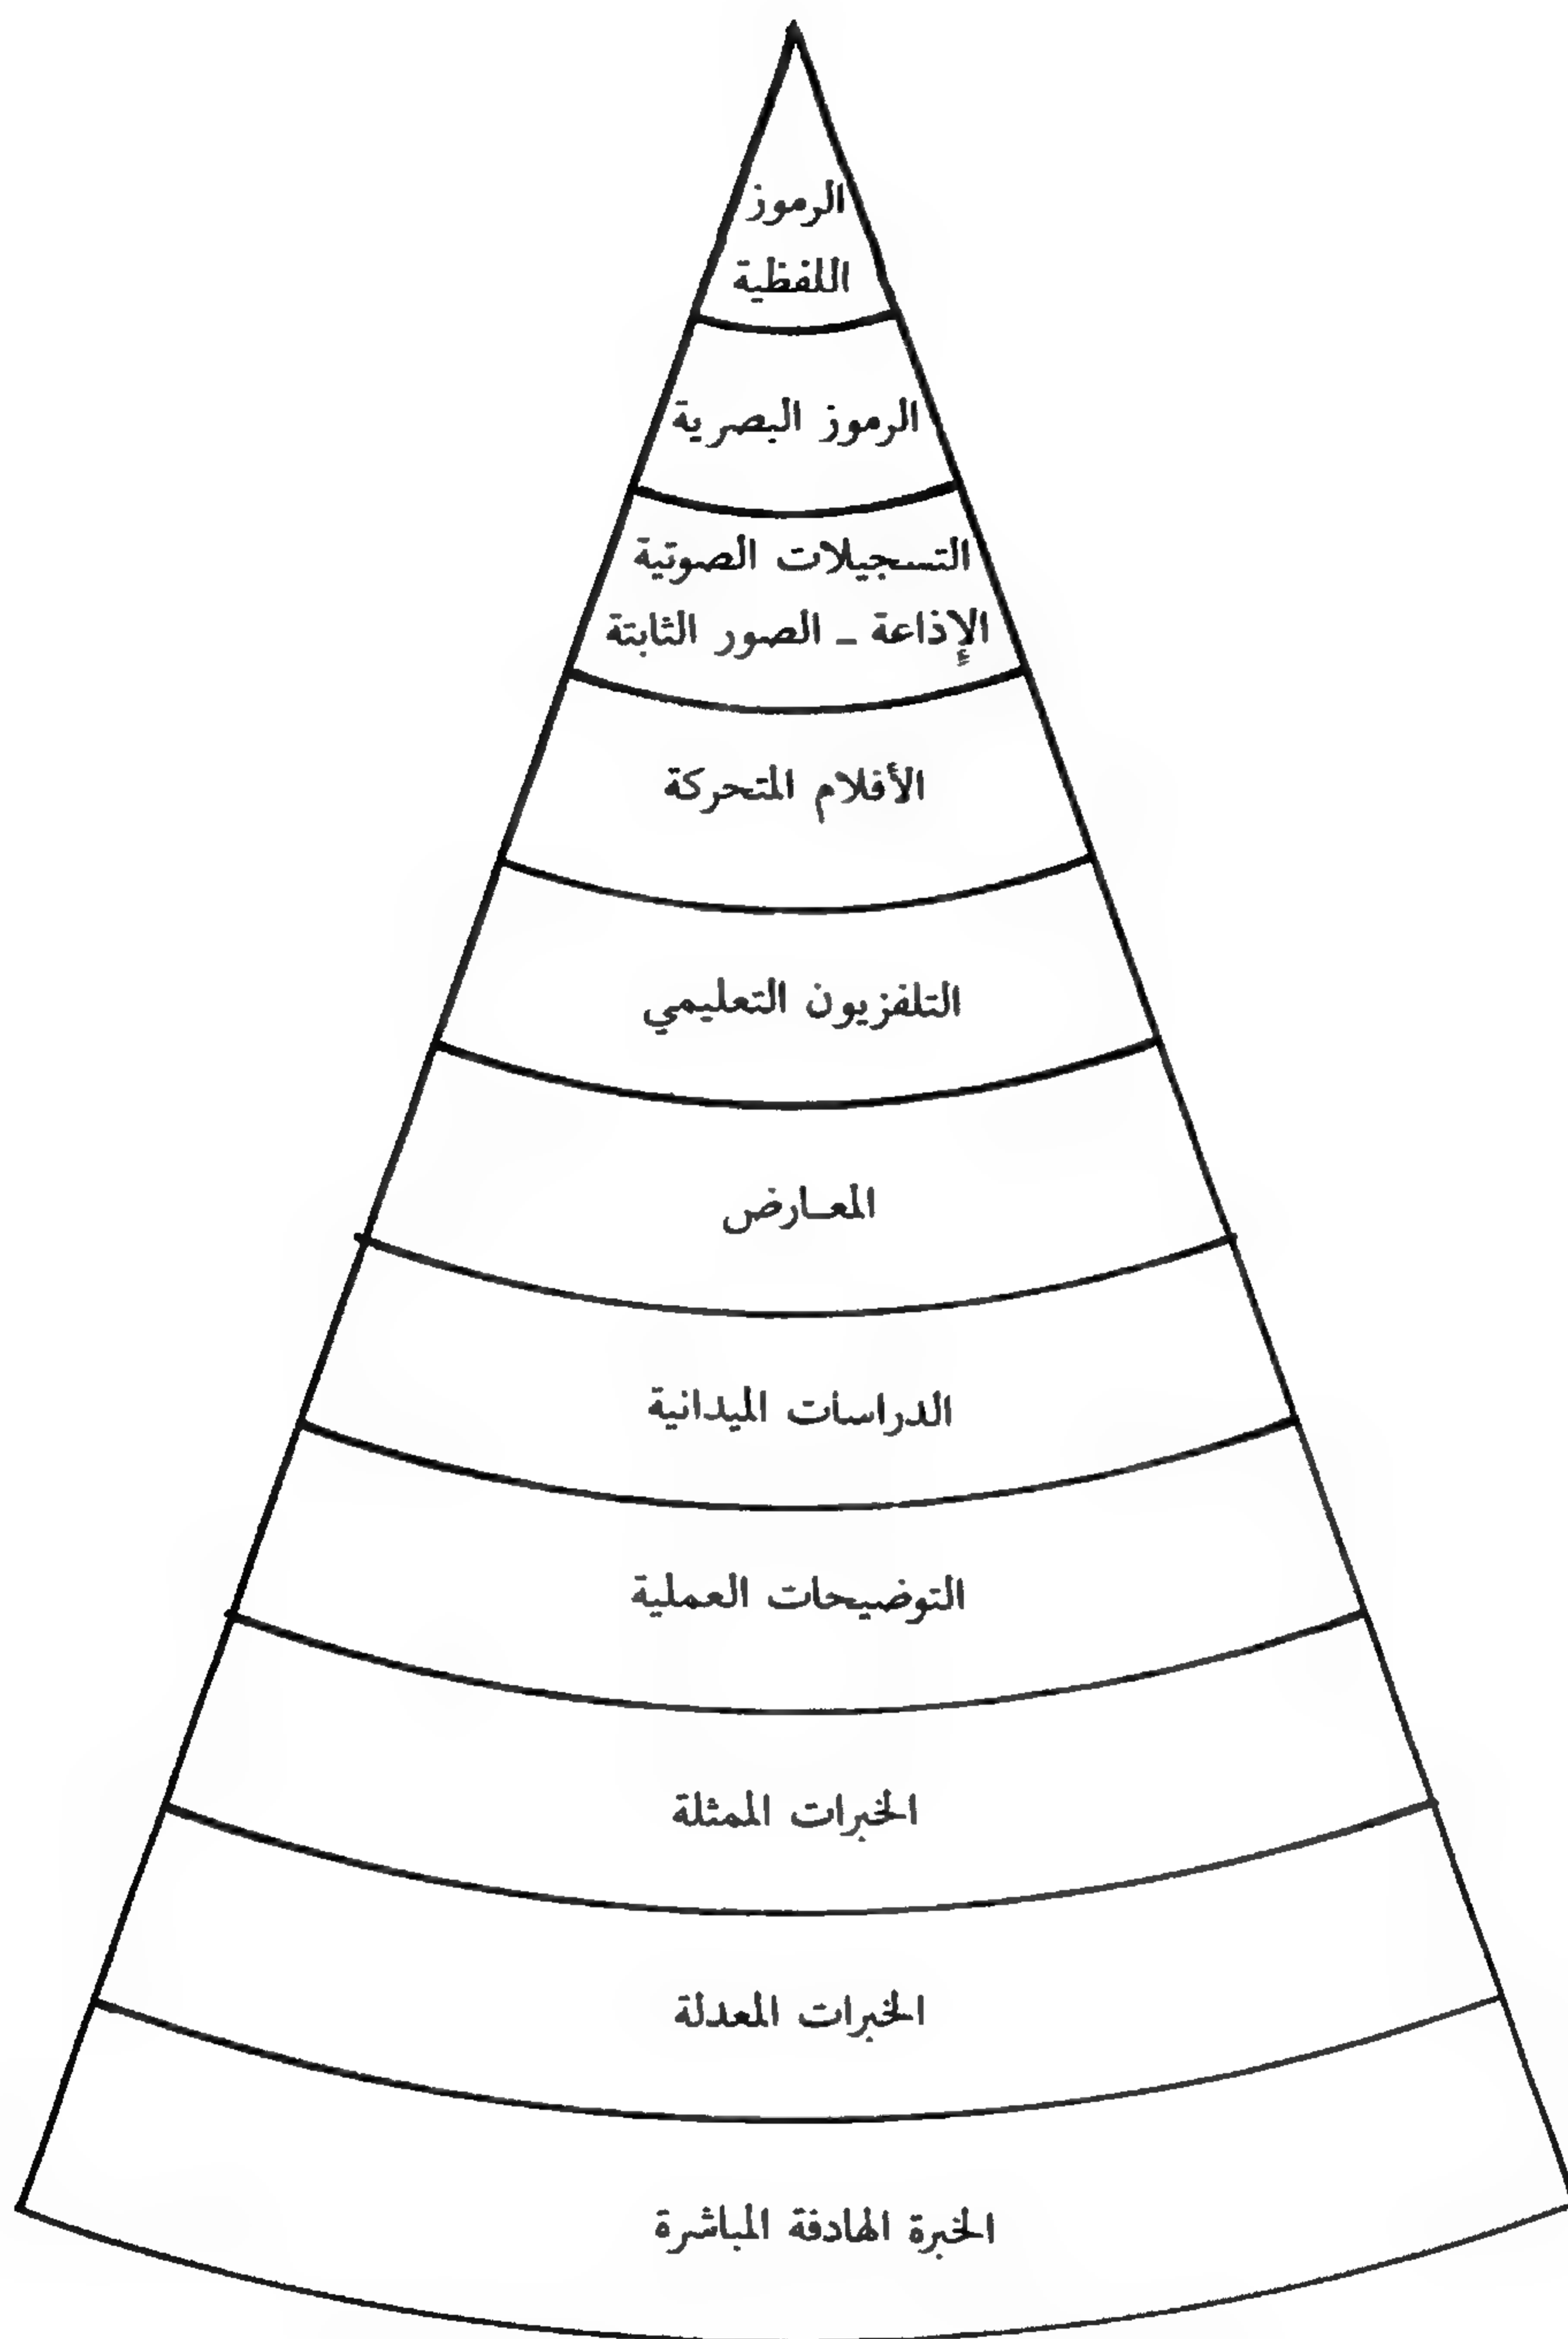 الرموز
اللفظية
الرموز البصرية
التسجيلات الصوتية
الإذاعة - الصور الثابتة
الأفلام المتحركة
التلفزيون التعليمي
المعارض
الدراسات الميدانية
التوضيحات العملية
الخبرات الممثلة
الخبرات المعدلة
الخبرة الهادفة المباشرة